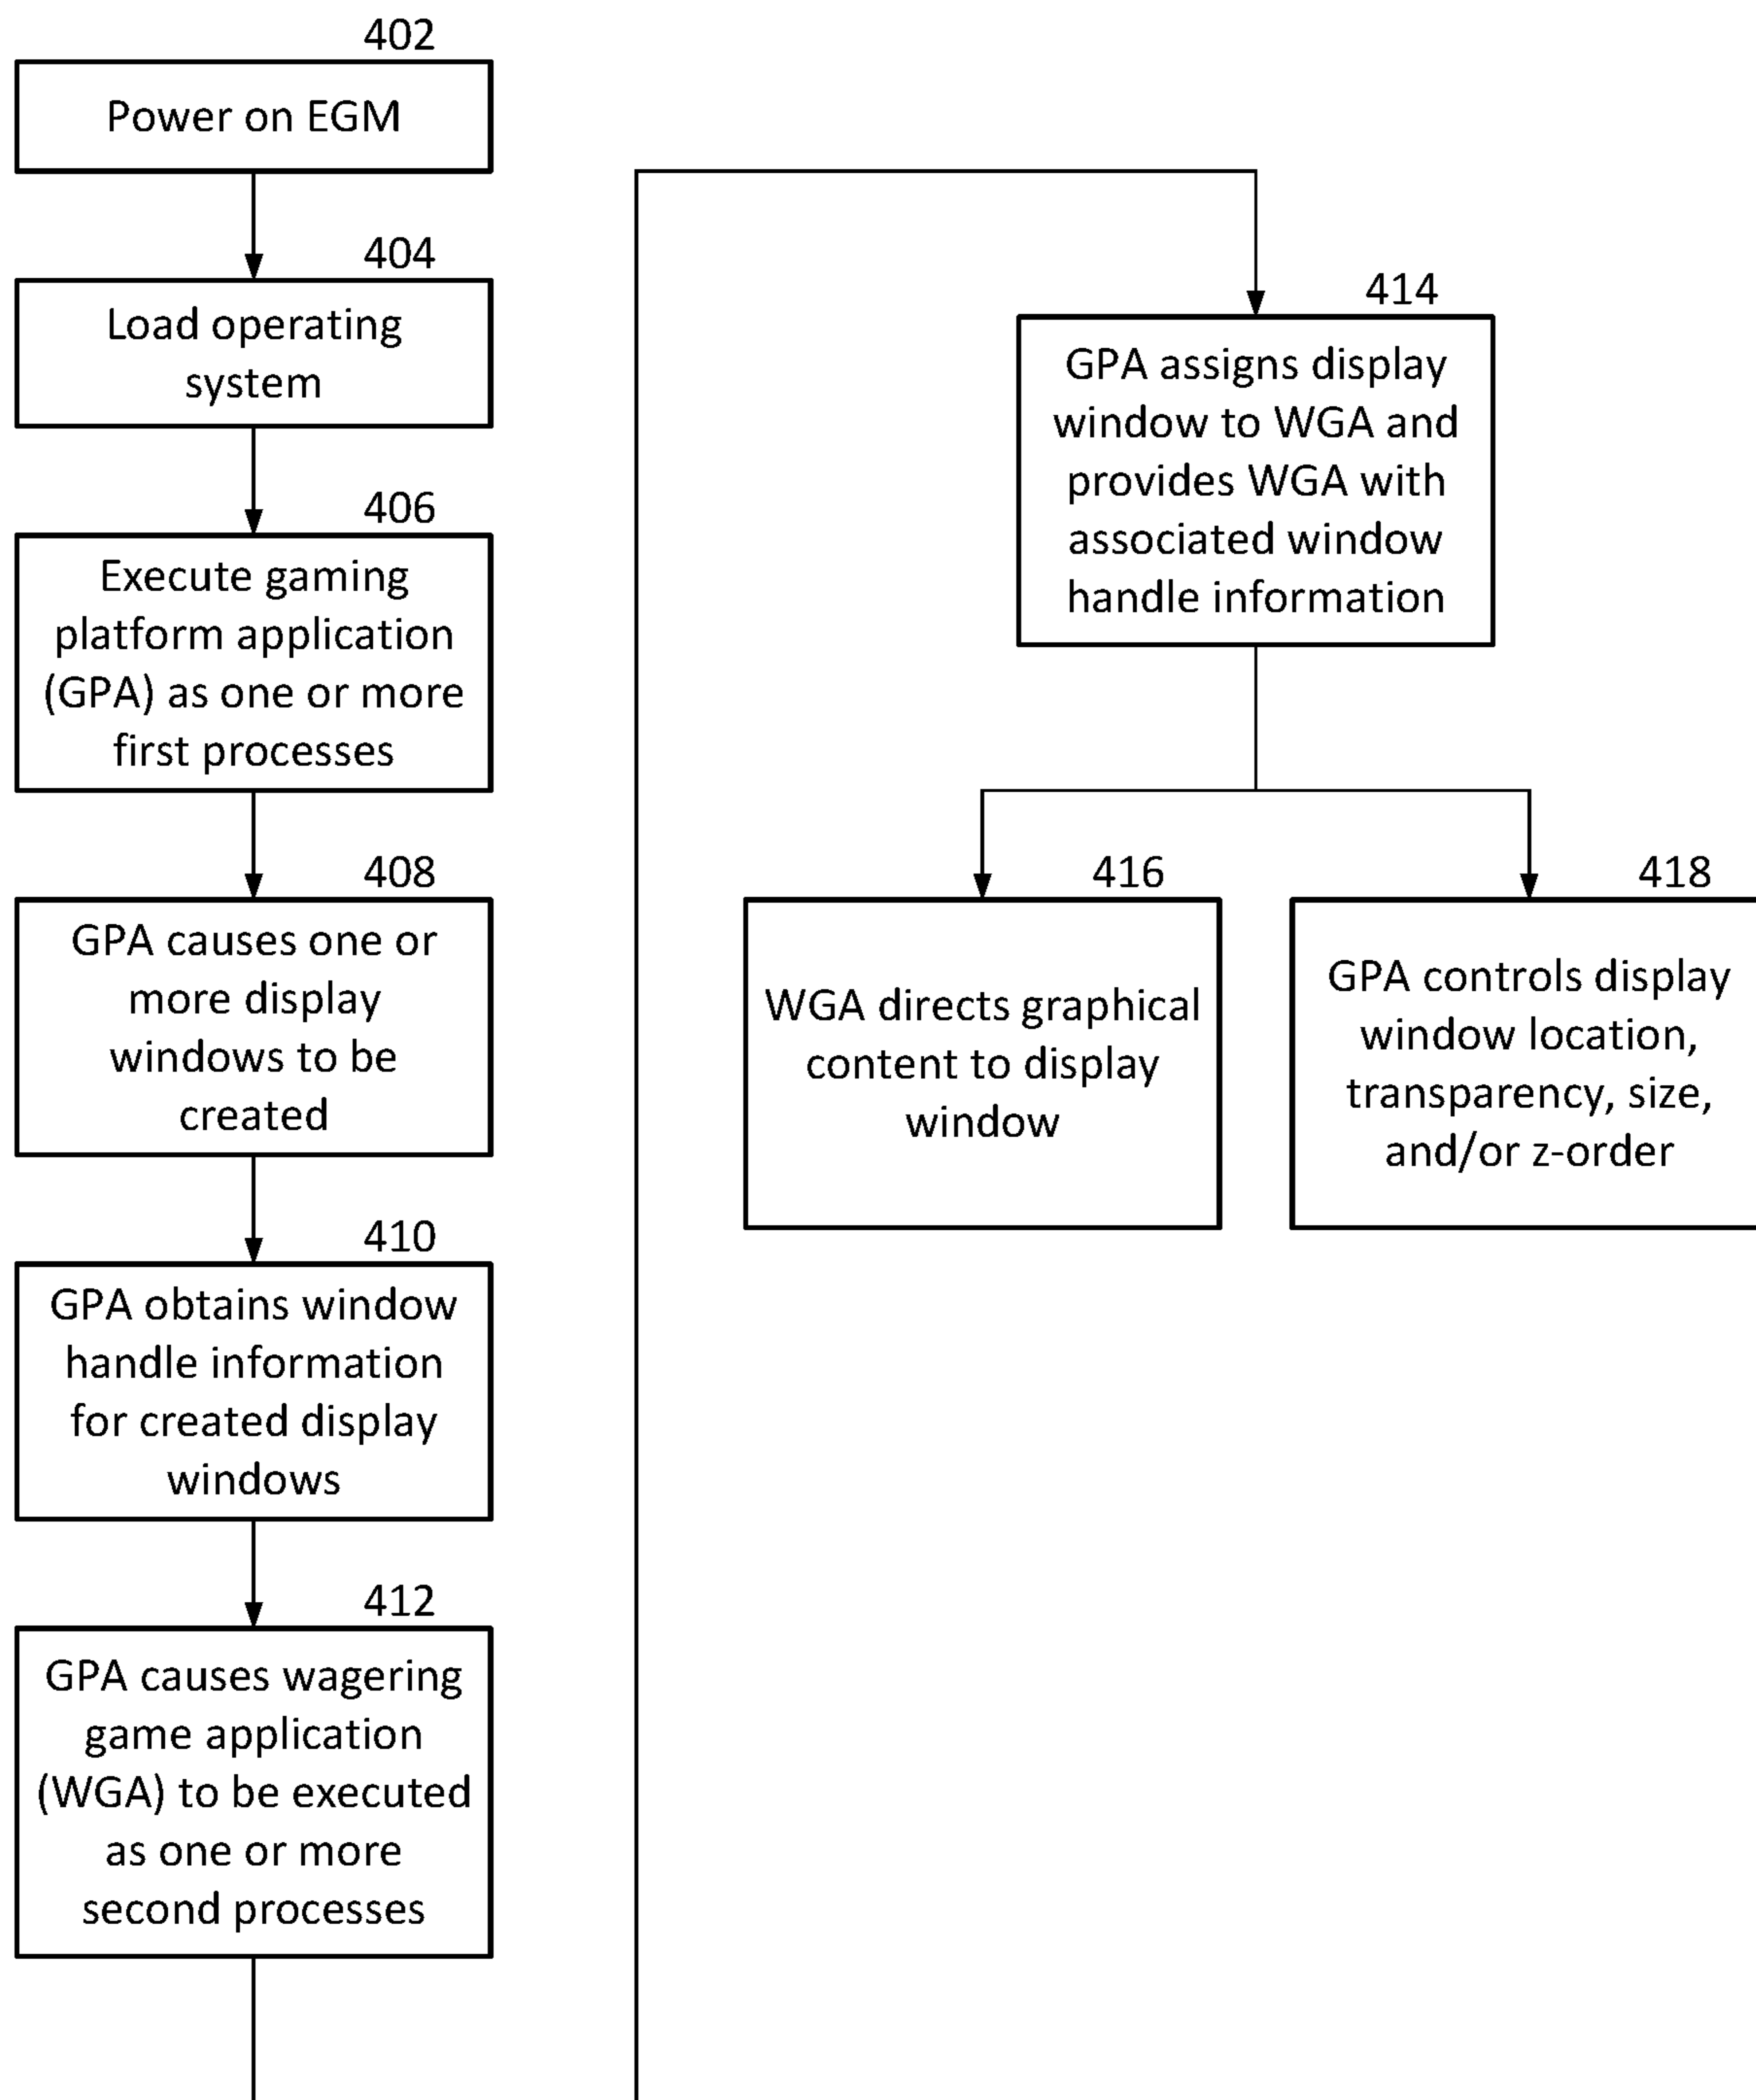 402
Power on EGM
404
Load operating
system
406
Execute gaming
platform application
(GPA) as one or more
first processes
408
GPA causes one or
more display
windows to be
created
410
GPA obtains window
handle information
for created display
windows
412
GPA causes wagering
game application
(WGA) to be executed
as one or more
second processes
414
GPA assigns display
window to WGA and
provides WGA with
associated window
handle information
416
WGA directs graphical
content to display
window
418
GPA controls display
window location,
transparency, size,
and/or z-order